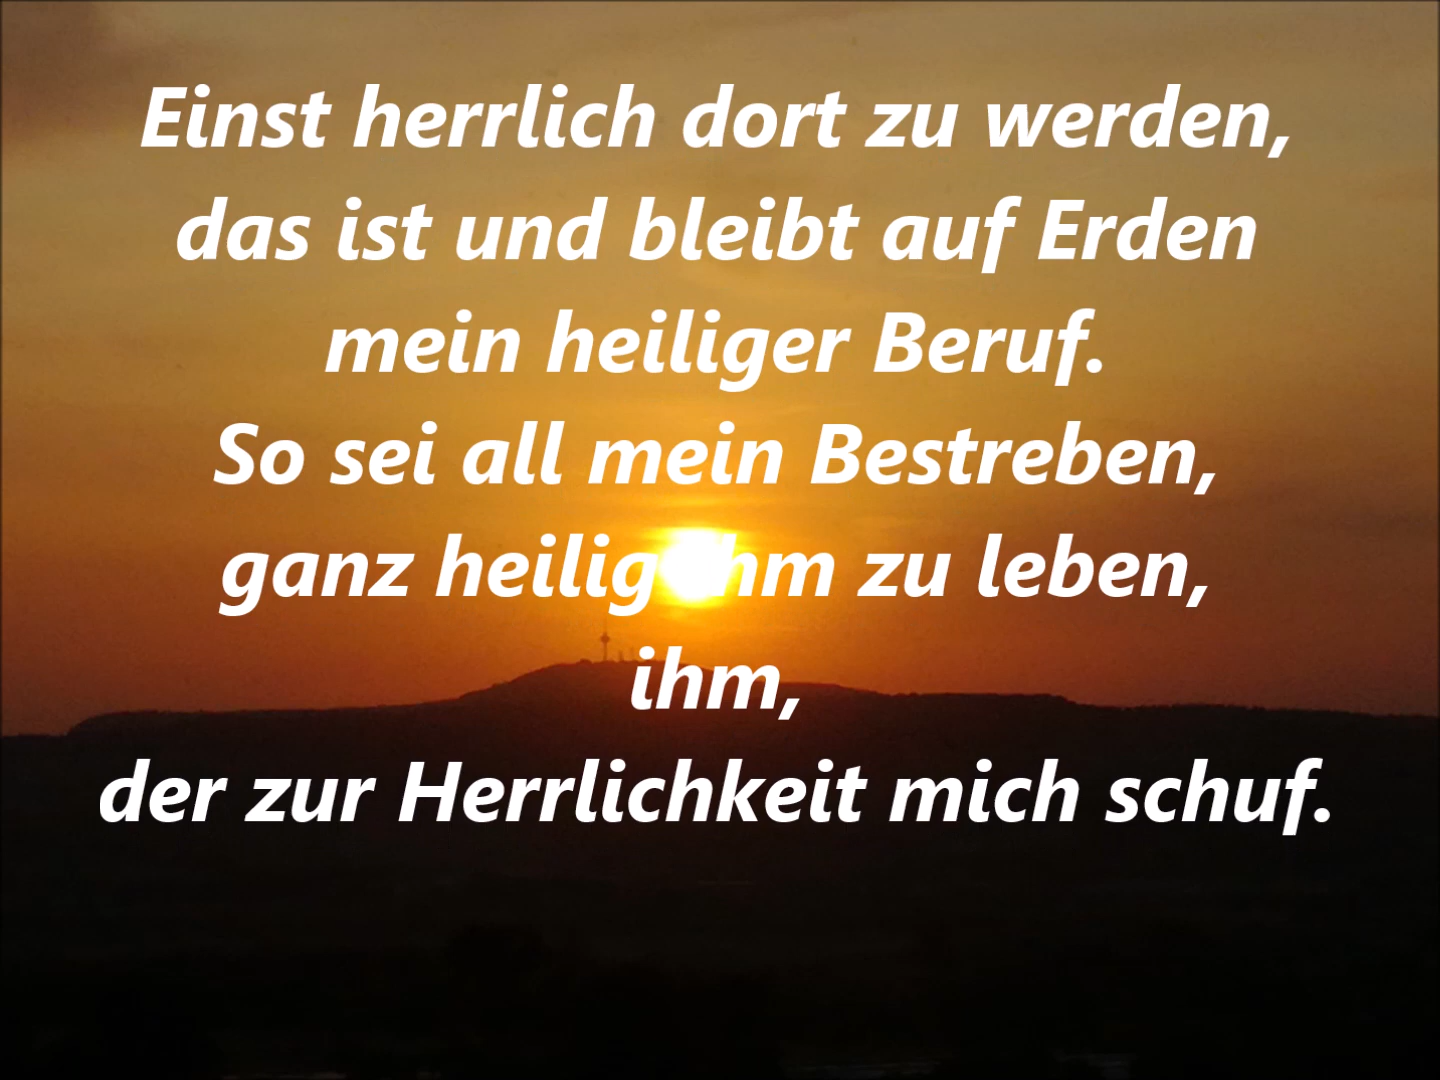 Einst herrlich dort zu werden,
das ist und bleibt auf Erden
mein heiliger Beruf.
So sei all mein Bestreben,
ganz heilig ihm zu leben,
ihm,
der zur Herrlichkeit mich schuf.